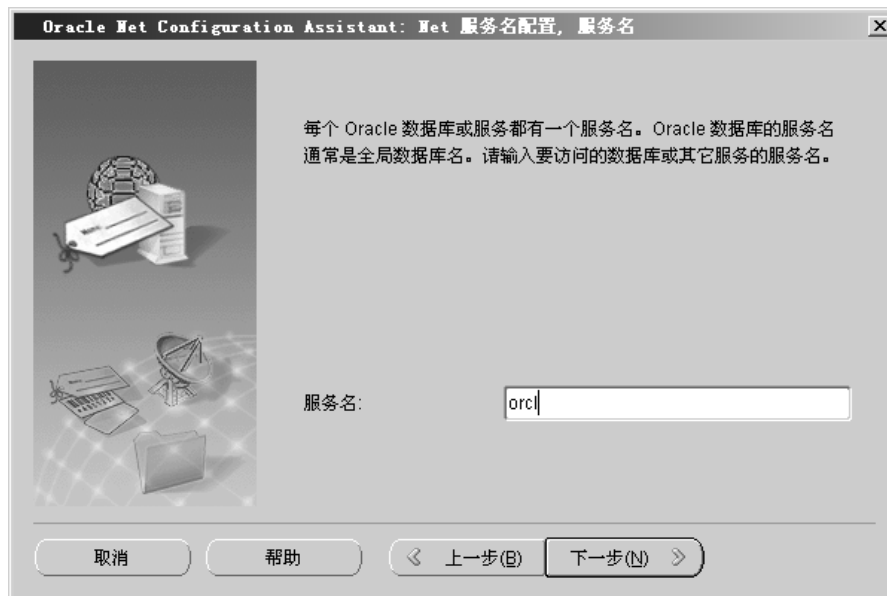 Oracle Net Configuration Assistant: Net 服务名配置, 服务名
每个 Oracle 数据库或服务都有一个服务名。Oracle 数据库的服务名
通常是全局数据库名。请输入要访问的数据库或其它服务的服务名。
服务名:
orcl
取消
帮助
上一步(B)
下一步(N)